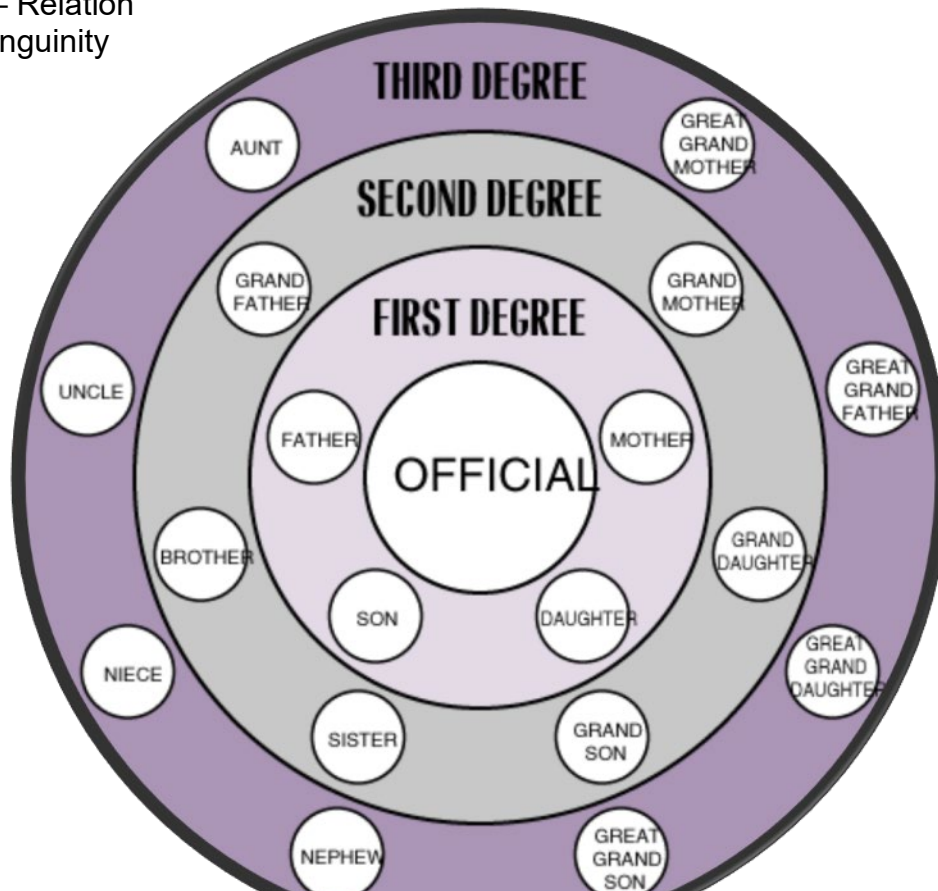 – Relation
nguinity
THIRD DEGREE
AUNT
GREAT
GRAND
MOTHER
SECOND DEGREE
GRAND
FATHER
GRAND
MOTHER
FIRST DEGREE
UNCLE
GREAT
GRAND
FATHER
FATHER
MOTHER
OFFICIAL
BROTHER
GRAND
DAUGHTER
SON
DAUGHTER
NIECE
GREAT
GRAND
DAUGHTER
SISTER
GRAND
SON
NEPHEW
GREAT
GRAND
SON